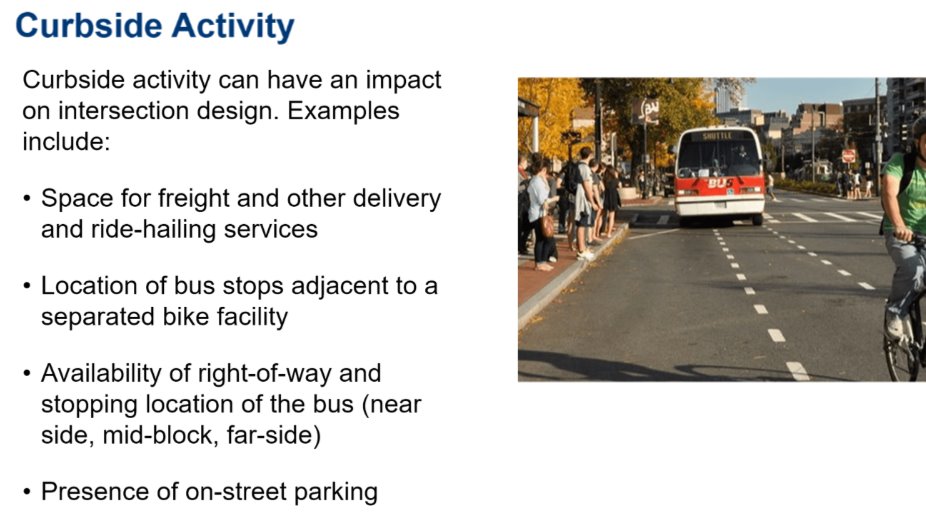 Curbside Activity
Curbside activity can have an impact
on intersection design. Examples
include:
• Space for freight and other delivery
and ride-hailing services
• Location of bus stops adjacent to a
separated bike facility
• Availability of right-of-way and
stopping location of the bus (near
side, mid-block, far-side)
• Presence of on-street parking
SHUTTLE
BUS